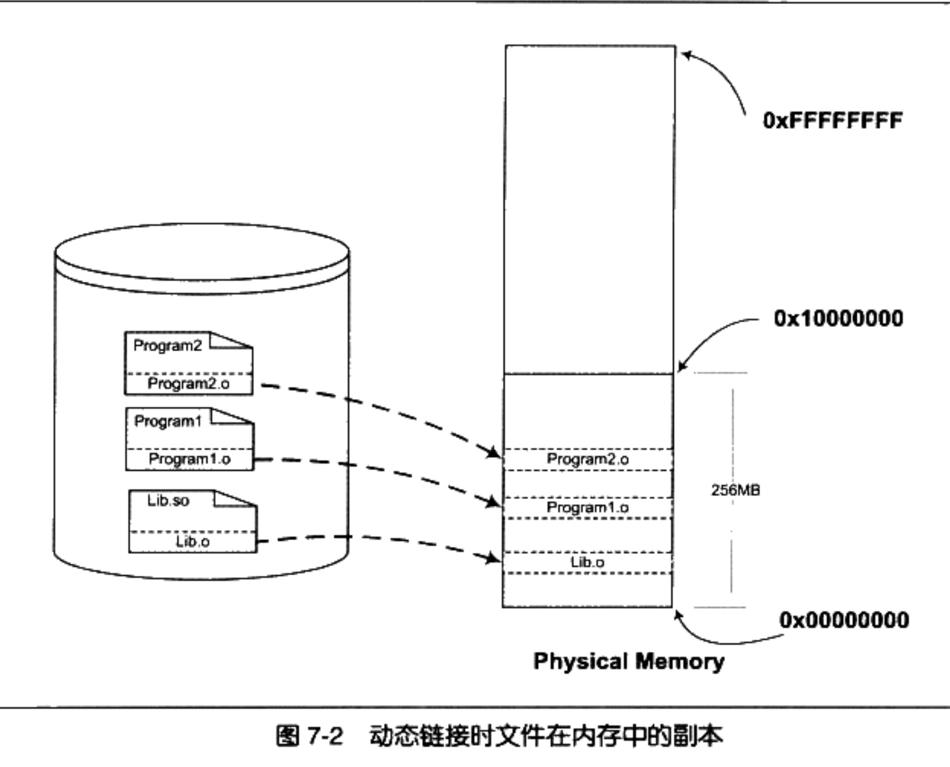 0xFFFFFFFF
0x10000000
Program2
Program2.o
Program1
Program1.o
Lib.so
Lib.o
Program2.o
Program1.o
Lib.o
256MB
0x00000000
Physical Memory
图 7-2 动态链接时文件在内存中的副本